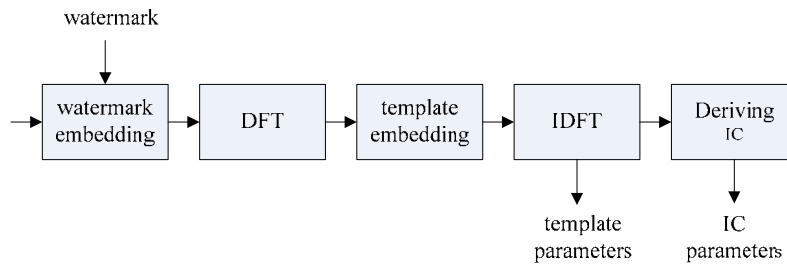 watermark
watermark
embedding
DFT
template
embedding
IDFT
Deriving
IC
template
parameters
IC
parameters